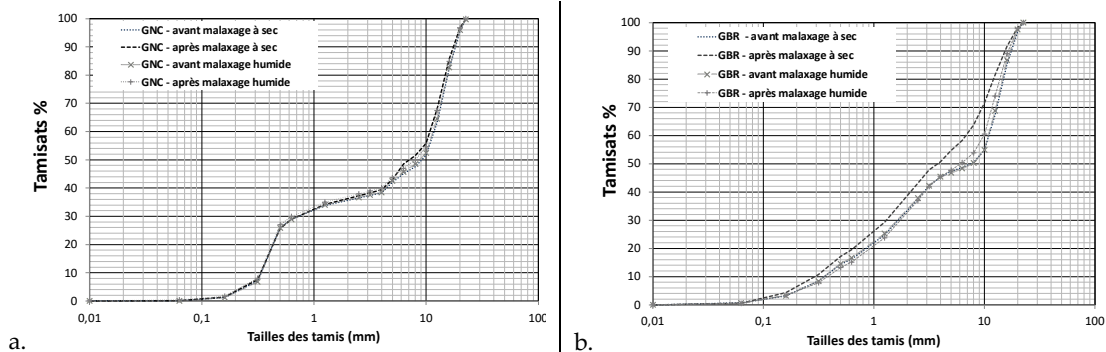 100
90
80
70
60
50
40
30
20
10
0
Tamisats %
GNC - avant malaxage à sec
GNC - après malaxage à sec
GNC - avant malaxage humide
GNC - après malaxage humide
0,01
0,1
1
10
100
Tailles des tamis (mm)
a.
100
90
80
70
60
50
40
30
20
10
0
Tamisats %
GBR - avant malaxage à sec
GBR - après malaxage à sec
GBR - avant malaxage humide
GBR - après malaxage humide
0,01
0,1
1
10
100
Tailles des tamis (mm)
b.